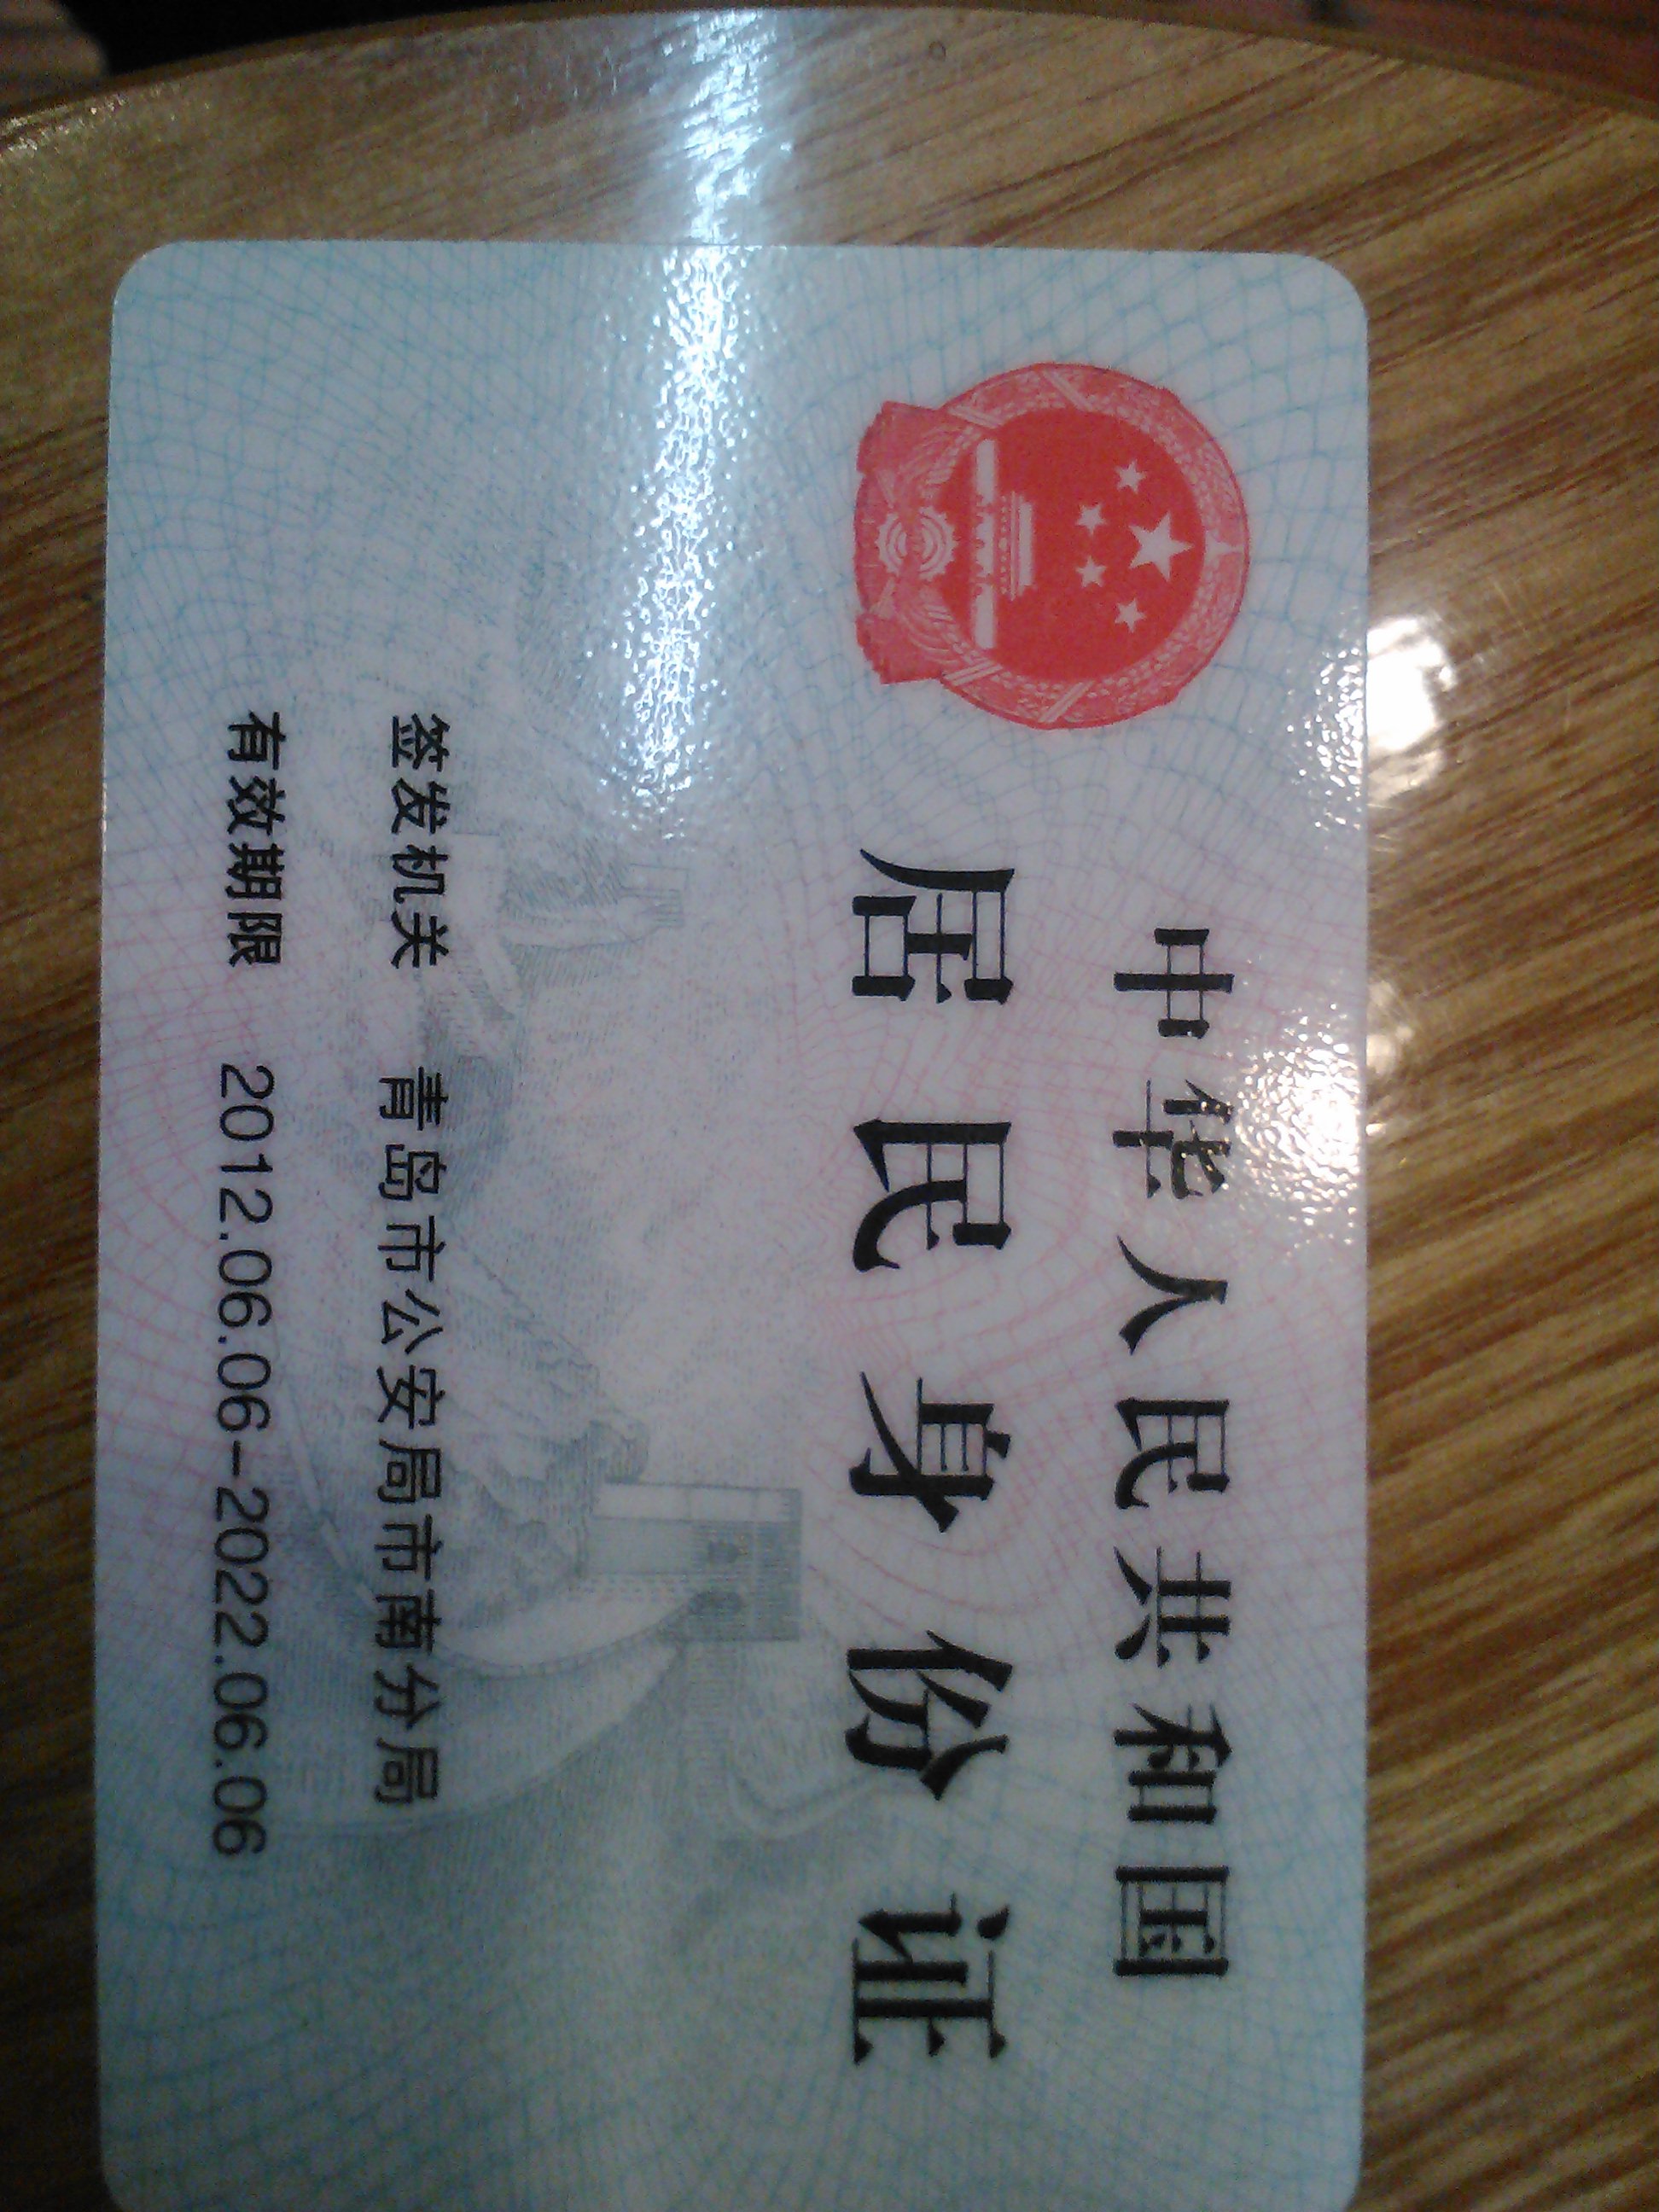 中华人民共和国
居民身份证
签发机关 青岛市公安局市南分局
有效期限 2012.06.06-2022.06.06